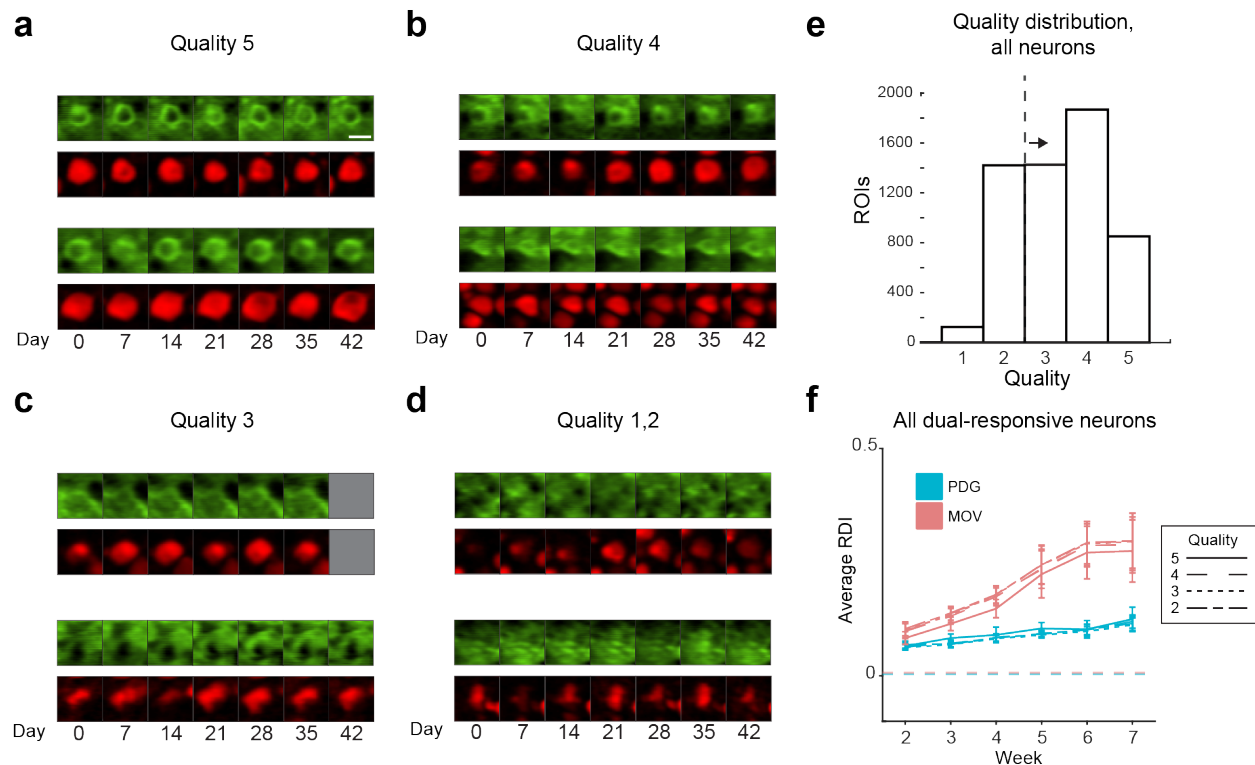 a
Quality 5
Day 0 7 14 21 28 35 42
b
Quality 4
Day 0 7 14 21 28 35 42
c
Quality 3
Day 0 7 14 21 28 35 42
d
Quality 1,2
Day 0 7 14 21 28 35 42
e
Quality distribution,
all neurons
ROIs
2000
1600
1200
800
400
0
1 2 3 4 5
Quality
f
All dual-responsive neurons
Average RDI
0.5
0
PDG
MOV
2 3 4 5 6 7
Week
Quality
5
4
3
2